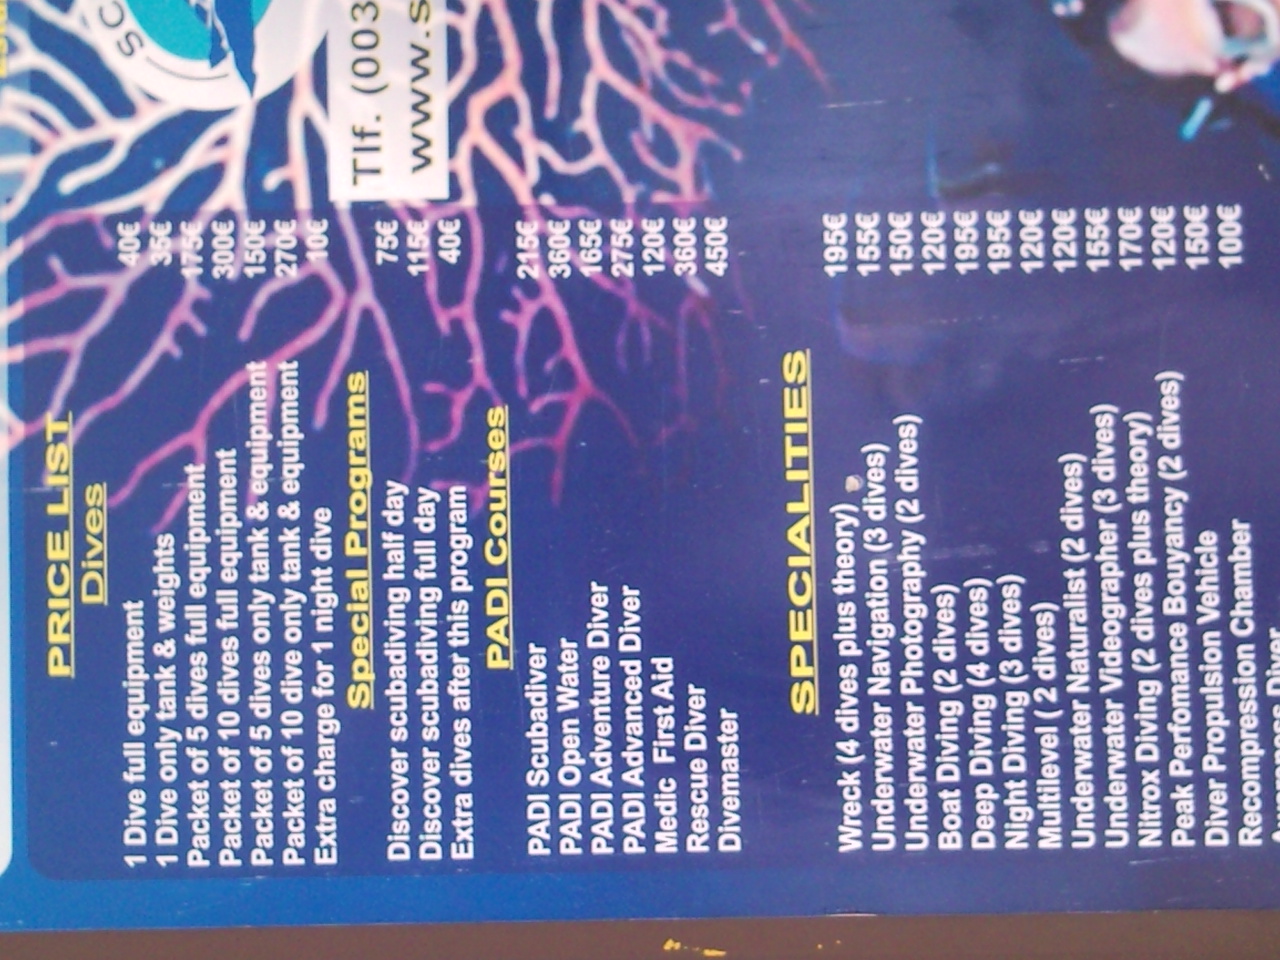 SC
Tlf. (003
www.s
PRICE LIST
Dives
1 Dive full equipment 40€
1 Dive only tank & weights 35€
Packet of 5 dives full equipment 175€
Packet of 10 dives full equipment 300€
Packet of 5 dives only tank & equipment 150€
Packet of 10 dive only tank & equipment 270€
Extra charge for 1 night dive 10€
Special Programs
Discover scubadiving half day 75€
Discover scubadiving full day 115€
Extra dives after this program 40€
PADI Courses
PADI Scubadiver 215€
PADI Open Water 360€
PADI Adventure Diver 165€
PADI Advanced Diver 275€
Medic First Aid 120€
Rescue Diver 360€
Divemaster 450€
SPECIALITIES
Wreck (4 dives plus theory) 195€
Underwater Navigation (3 dives) 155€
Underwater Photography (2 dives) 150€
Boat Diving (2 dives) 120€
Deep Diving (4 dives) 195€
Night Diving (3 dives) 195€
Multilevel ( 2 dives) 120€
Underwater Naturalist (2 dives) 120€
Underwater Videographer (3 dives) 155€
Nitrox Diving (2 dives plus theory) 170€
Peak Perfomance Bouyancy (2 dives) 120€
Diver Propulsion Vehicle 150€
Recompression Chamber 100€